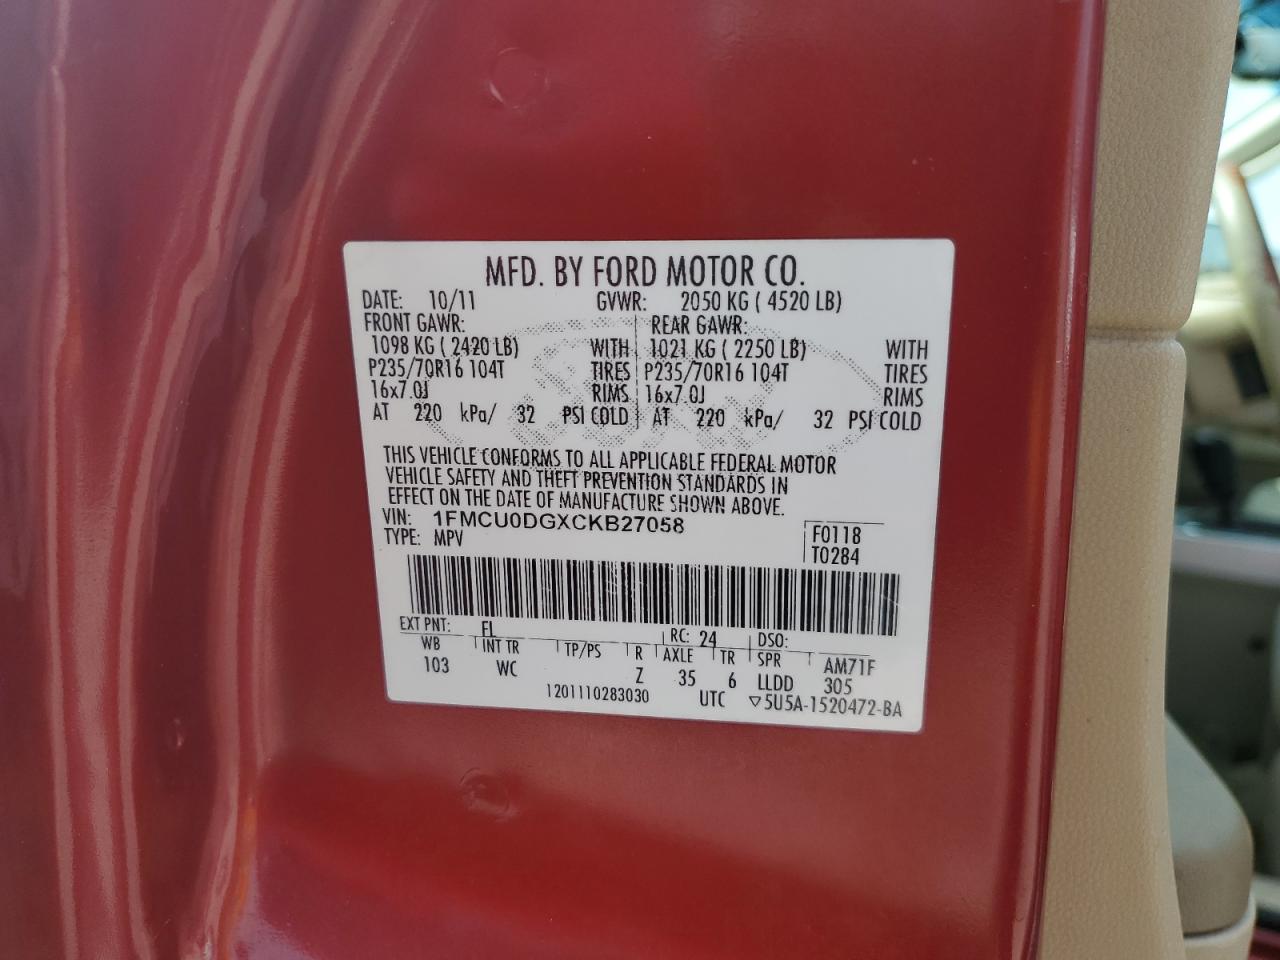 MFD. BY FORD MOTOR CO.
DATE: 10/11 GVWR: 2050 KG ( 4520 LB)
FRONT GAWR: REAR GAWR:
1098 KG ( 2420 LB) WITH 1021 KG ( 2250 LB) WITH
P235/70R16 104T TIRES P235/70R16 104T TIRES
16x7.0J RIMS 16x7.0J RIMS
AT 220 kPa/ 32 PSI COLD AT 220 kPa/ 32 PSI COLD
THIS VEHICLE CONFORMS TO ALL APPLICABLE FEDERAL MOTOR
VEHICLE SAFETY AND THEFT PREVENTION STANDARDS IN
EFFECT ON THE DATE OF MANUFACTURE SHOWN ABOVE.
VIN: 1FMCU0DGXCKB27058
TYPE: MPV
F0118
T0284
EXT PNT: FL RC: 24 DSO:
WB INT TR TP/PS R AXLE TR SPR AM71F
103 WC Z 35 6 LLDD 305
1201110283030 UTC ▽5U5A-1520472-BA